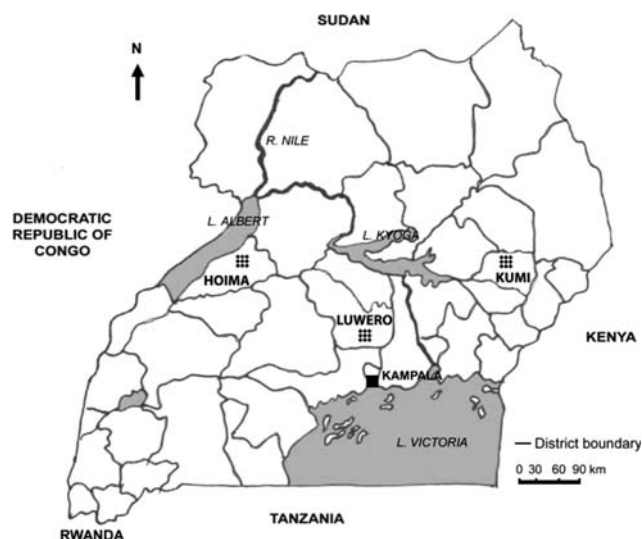 SUDAN
N
R. NILE
DEMOCRATIC
REPUBLIC OF
CONGO
L. ALBERT
L. KYOGA
HOIMA
KUMI
LUWERO
KENYA
KAMPALA
L. VICTORIA
District boundary
0 30 60 90 km
TANZANIA
RWANDA